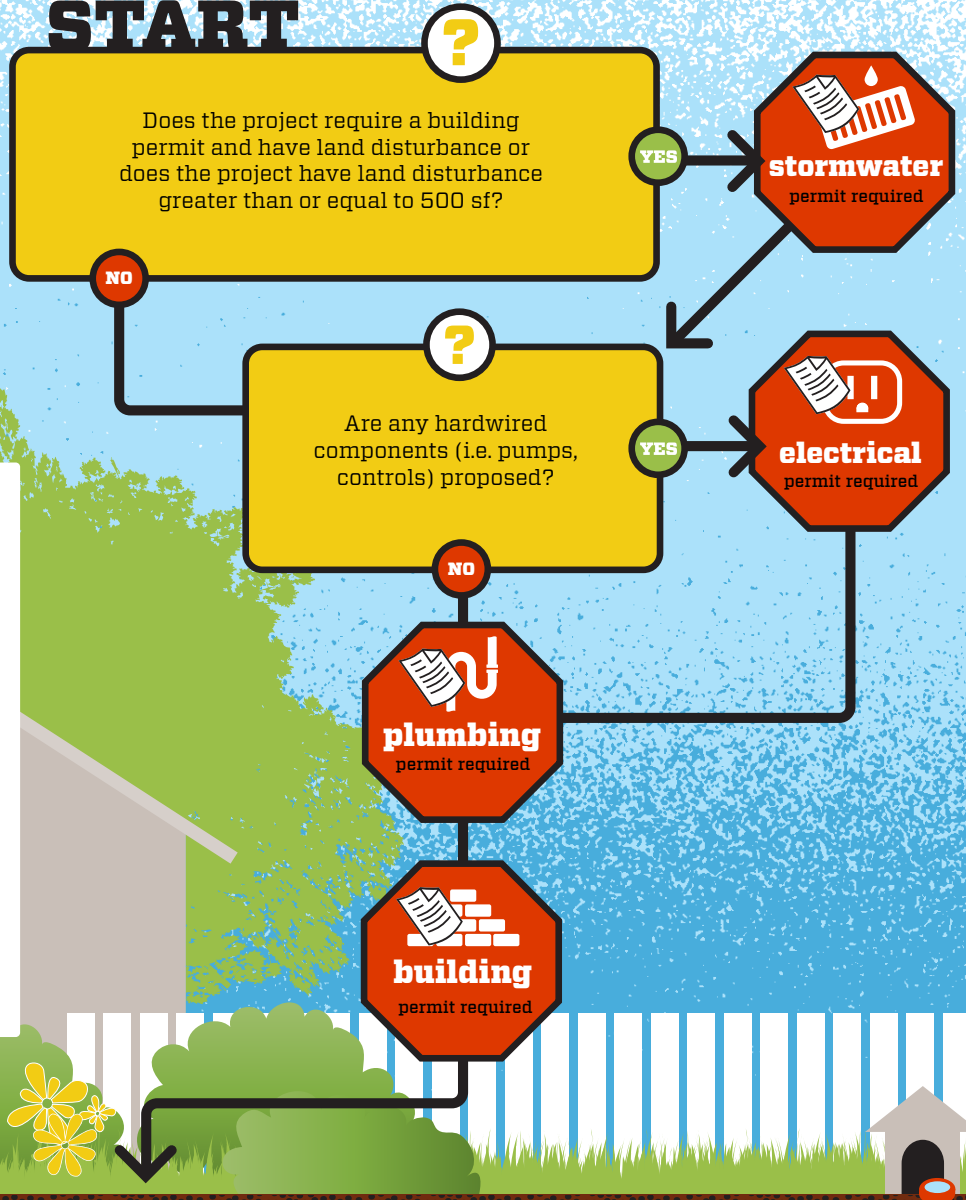 START
?
Does the project require a building
permit and have land disturbance or
does the project have land disturbance
greater than or equal to 500 sf?
YES
stormwater
permit required
NO
?
Are any hardwired
components (i.e. pumps,
controls) proposed?
YES
electrical
permit required
NO
plumbing
permit required
building
permit required